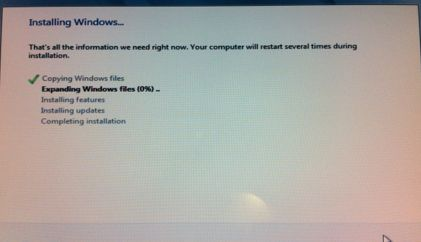 Installing Windows...
That's all the information we need right now. Your computer will restart several times during
installation.
Copying Windows files
Expanding Windows files (0%) ..
Installing features
Installing updates
Completing installation